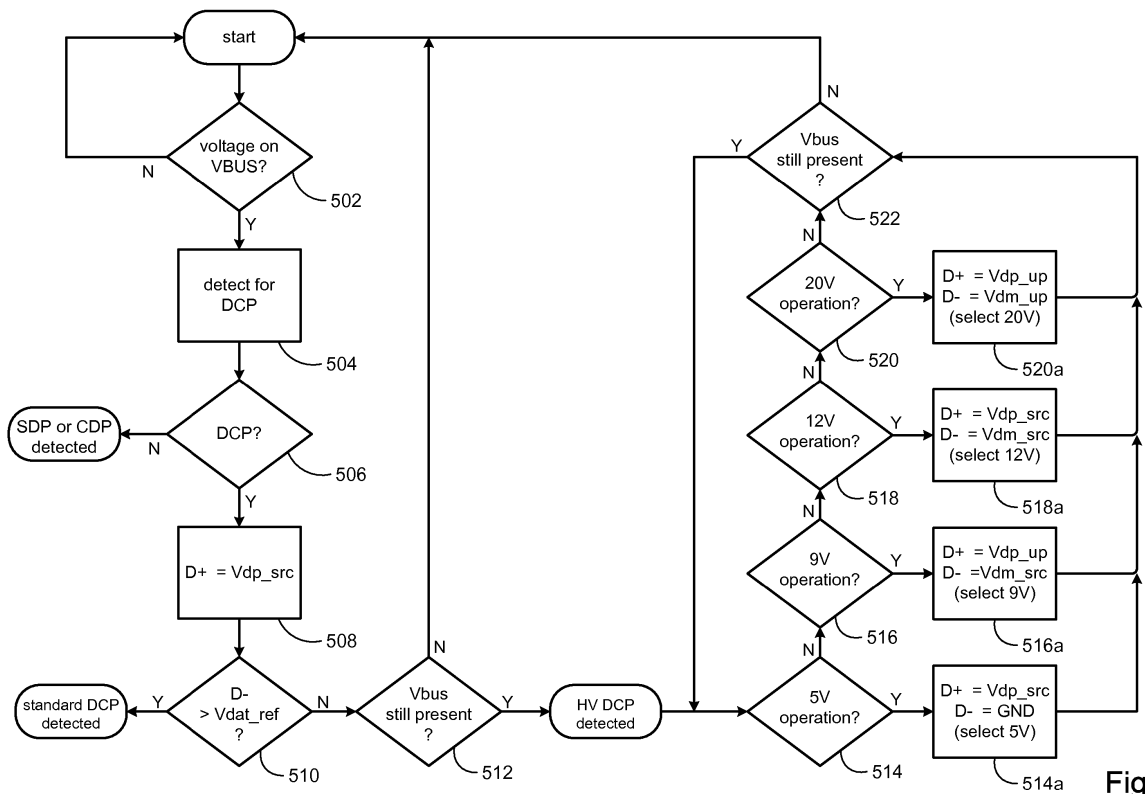 start
voltage on
VBUS?
N
502
Y
detect for
DCP
504
DCP?
N
SDP or CDP
detected
506
Y
D+ = Vdp_src
508
D-
> Vdat_ref
?
Y
standard DCP
detected
510
N
Vbus
still present
?
N
512
Y
HV DCP
detected
5V
operation?
514
Y
D+ = Vdp_src
D- = GND
(select 5V)
514a
N
9V
operation?
516
Y
D+ = Vdp_up
D- =Vdm_src
(select 9V)
516a
N
12V
operation?
518
Y
D+ = Vdp_src
D- = Vdm_src
(select 12V)
518a
N
20V
operation?
520
Y
D+ = Vdp_up
D- = Vdm_up
(select 20V)
520a
N
Vbus
still present
?
522
Y
N
Fig